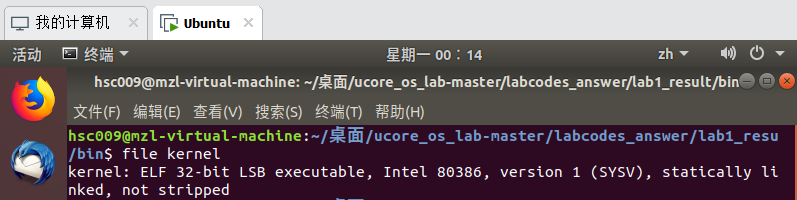 我的计算机 Ubuntu
活动 终端 星期一 00：14 zh
hsc009@mzl-virtual-machine: ~/桌面/ucore_os_lab-master/labcodes_answer/lab1_result/bin
文件(F) 编辑(E) 查看(V) 搜索(S) 终端(T) 帮助(H)
hsc009@mzl-virtual-machine:~/桌面/ucore_os_lab-master/labcodes_answer/lab1_resu
/bin$ file kernel
kernel: ELF 32-bit LSB executable, Intel 80386, version 1 (SYSV), statically li
nked, not stripped